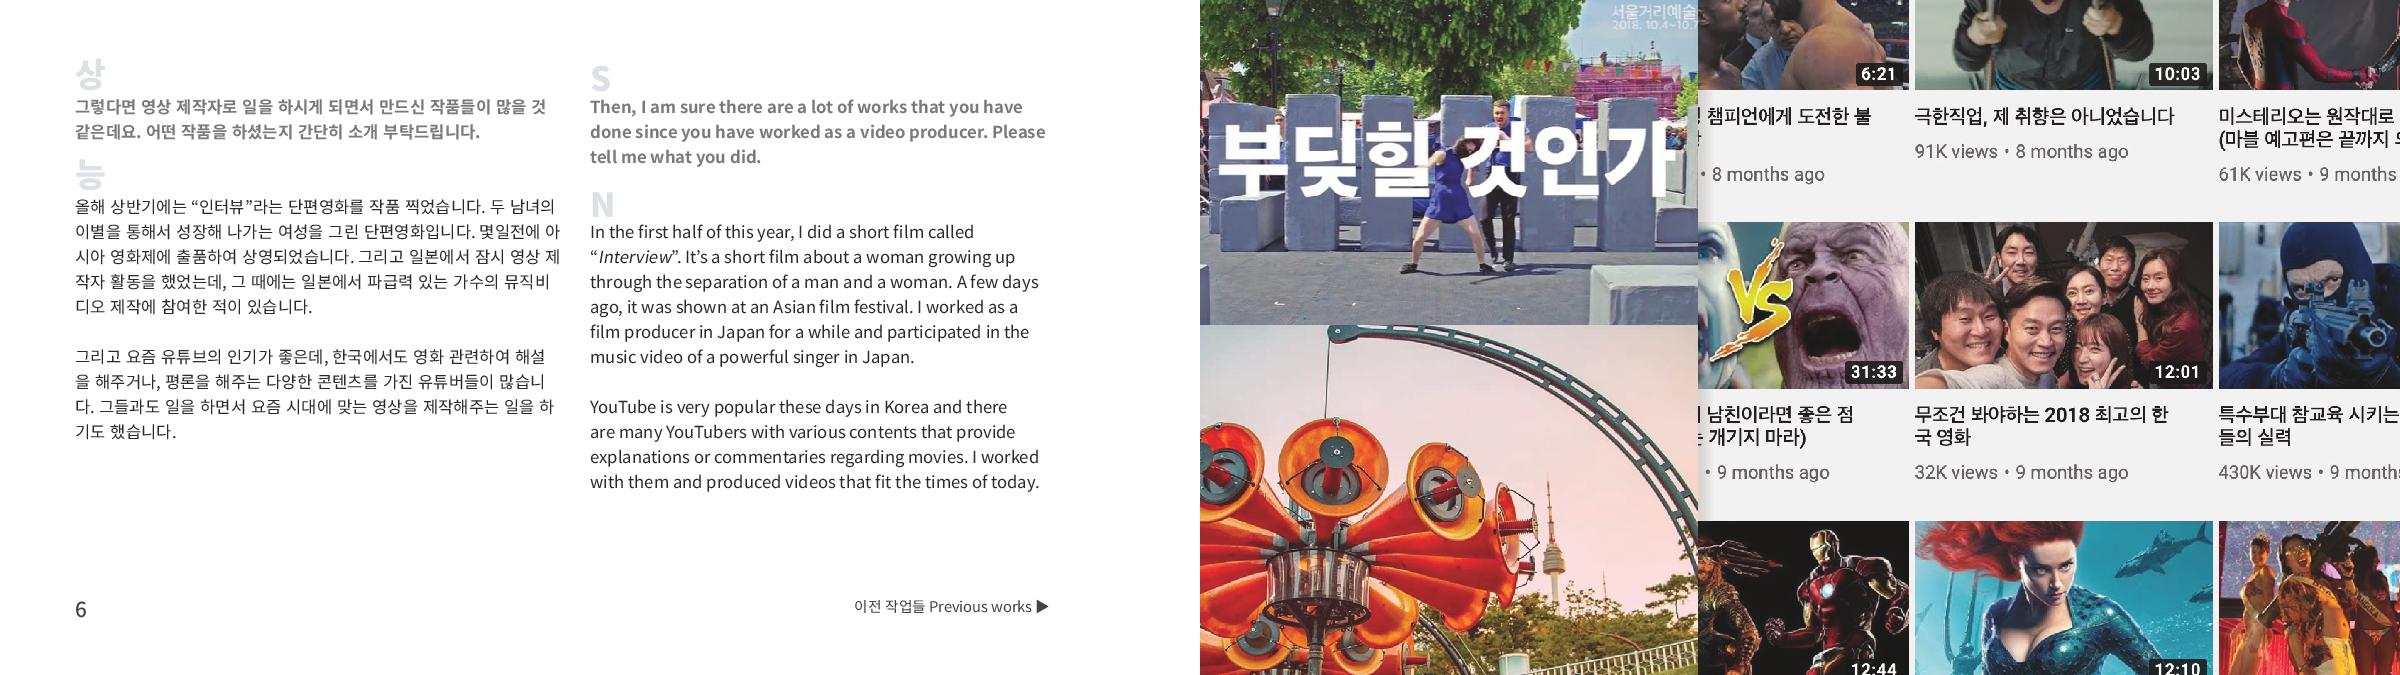 상
그렇다면 영상 제작자로 일을 하시게 되면서 만드신 작품들이 많을 것
같은데요. 어떤 작품을 하셨는지 간단히 소개 부탁드립니다.
능
올해 상반기에는 “인터뷰”라는 단편영화를 작품 찍었습니다. 두 남녀의
이별을 통해서 성장해 나가는 여성을 그린 단편영화입니다. 몇일전에 아
시아 영화제에 출품하여 상영되었습니다. 그리고 일본에서 잠시 영상 제
작자 활동을 했었는데, 그 때에는 일본에서 파급력 있는 가수의 뮤직비
디오 제작에 참여한 적이 있습니다.
그리고 요즘 유튜브의 인기가 좋은데, 한국에서도 영화 관련하여 해설
을 해주거나, 평론을 해주는 다양한 콘텐츠를 가진 유튜버들이 많습니
다. 그들과도 일을 하면서 요즘 시대에 맞는 영상을 제작해주는 일을 하
기도 했습니다.
6
S
Then, I am sure there are a lot of works that you have
done since you have worked as a video producer. Please
tell me what you did.
N
In the first half of this year, I did a short film called
“Interview”. It’s a short film about a woman growing up
through the separation of a man and a woman. A few days
ago, it was shown at an Asian film festival. I worked as a
film producer in Japan for a while and participated in the
music video of a powerful singer in Japan.
YouTube is very popular these days in Korea and there
are many YouTubers with various contents that provide
explanations or commentaries regarding movies. I worked
with them and produced videos that fit the times of today.
이전 작업들 Previous works ▶
서울거리예술
2018. 10.4~10.
부딪힐 것인가
6:21
10:03
챔피언에게 도전한 불
극한직업, 제 취향은 아니었습니다
미스테리오는 원작대로
(마블 예고편은 끝까지
• 8 months ago
91K views • 8 months ago
61K views • 9 months
VS
31:33
12:01
남친이라면 좋은 점
개기지 마라)
무조건 봐야하는 2018 최고의 한
국 영화
특수부대 참교육 시키는
들의 실력
• 9 months ago
32K views • 9 months ago
430K views • 9 month
12:44
12:10